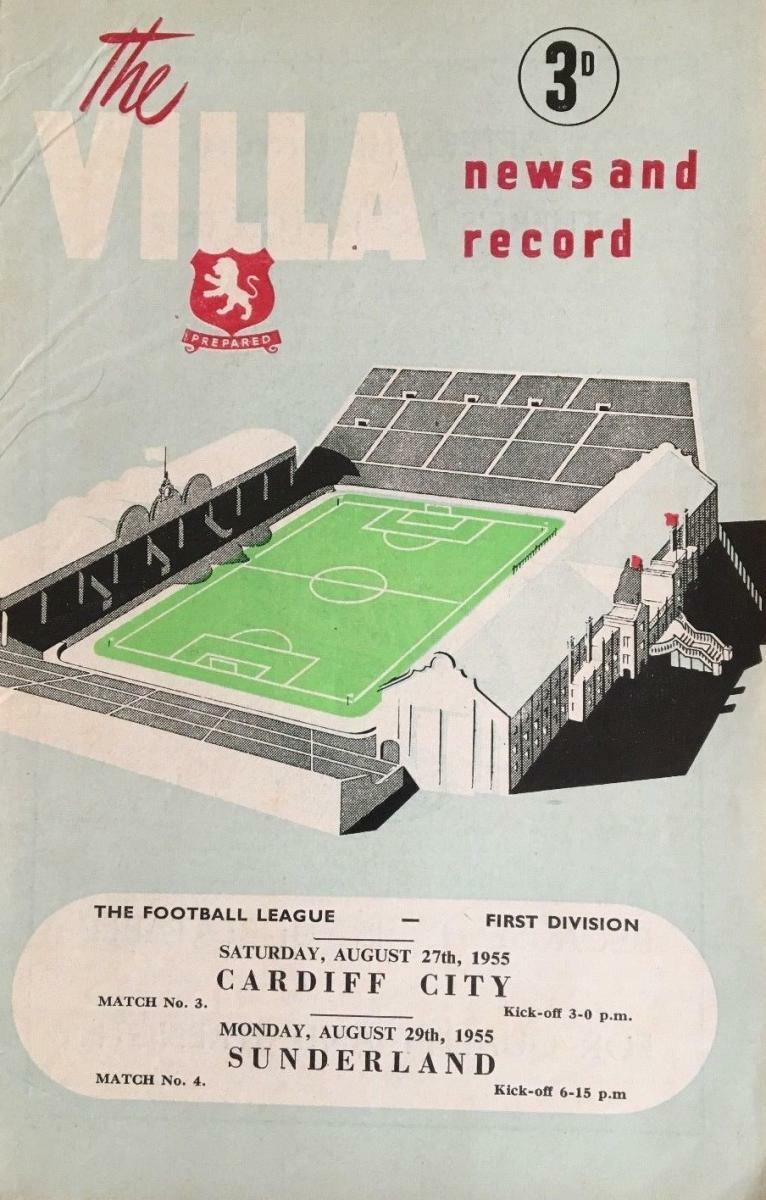 The
VILLA
3D
news and
record
PREPARED
THE FOOTBALL LEAGUE — FIRST DIVISION
SATURDAY, AUGUST 27th, 1955
CARDIFF CITY
MATCH No. 3. Kick-off 3-0 p.m.
MONDAY, AUGUST 29th, 1955
SUNDERLAND
MATCH No. 4. Kick-off 6-15 p.m